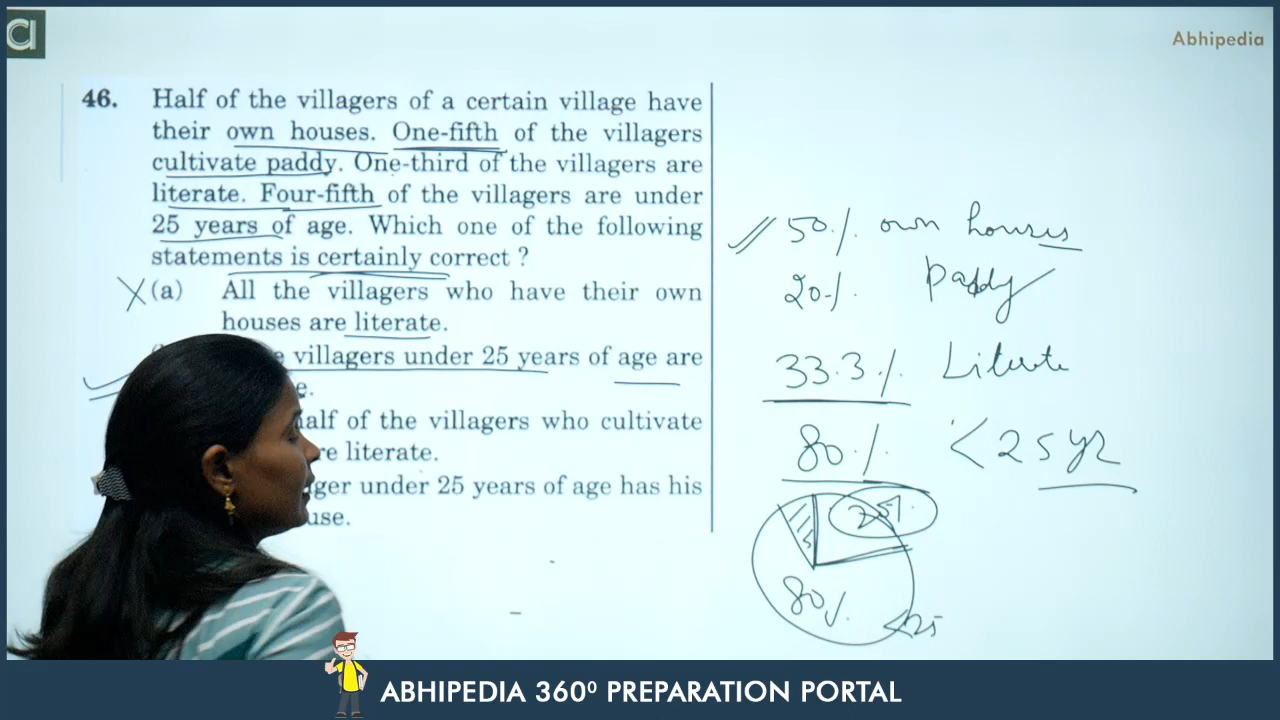 a
Abhipedia
46. Half of the villagers of a certain village have
their own houses. One-fifth of the villagers
cultivate paddy. One-third of the villagers are
literate. Four-fifth of the villagers are under
25 years of age. Which one of the following
statements is certainly correct ?
(a) All the villagers who have their own
houses are literate.
villagers under 25 years of age are
half of the villagers who cultivate
re literate.
under 25 years of age has his
use.
50% own houses
20% Paddy
33.3% Literate
80% <25 yr
80%
<25
ABHIPEDIA 360⁰ PREPARATION PORTAL